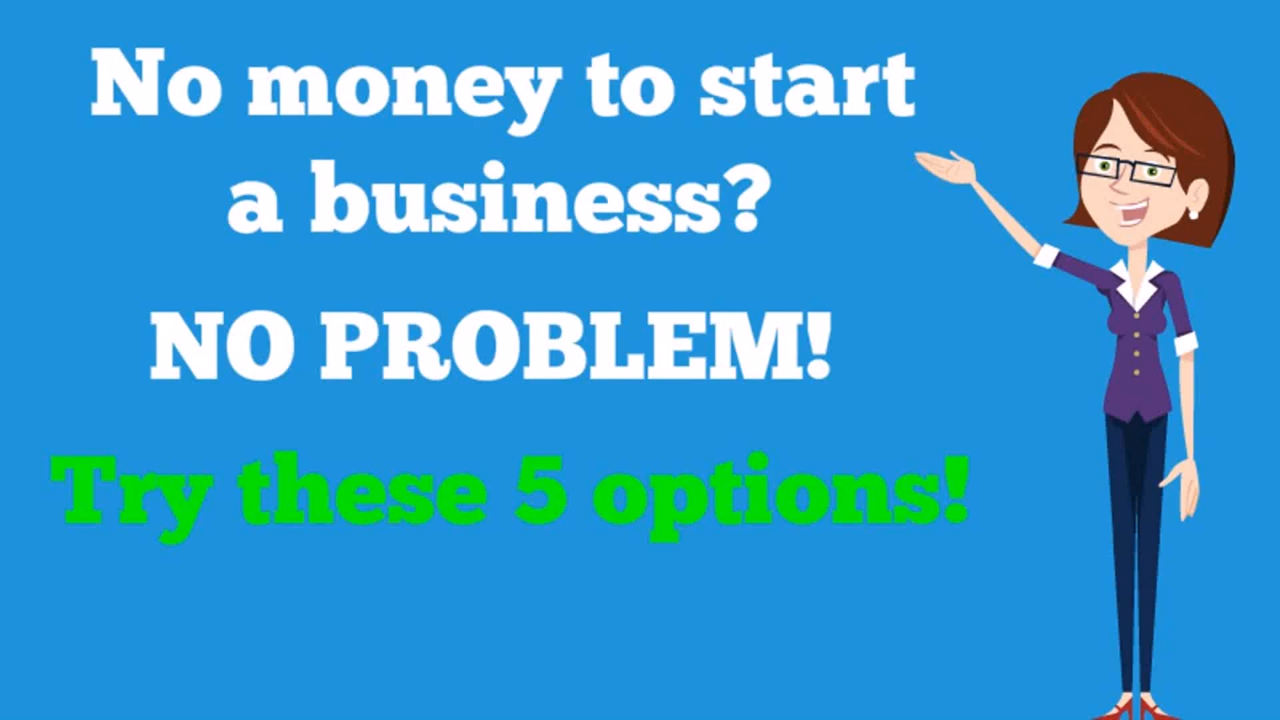 No money to start
a business?
NO PROBLEM!
Try these 5 options!